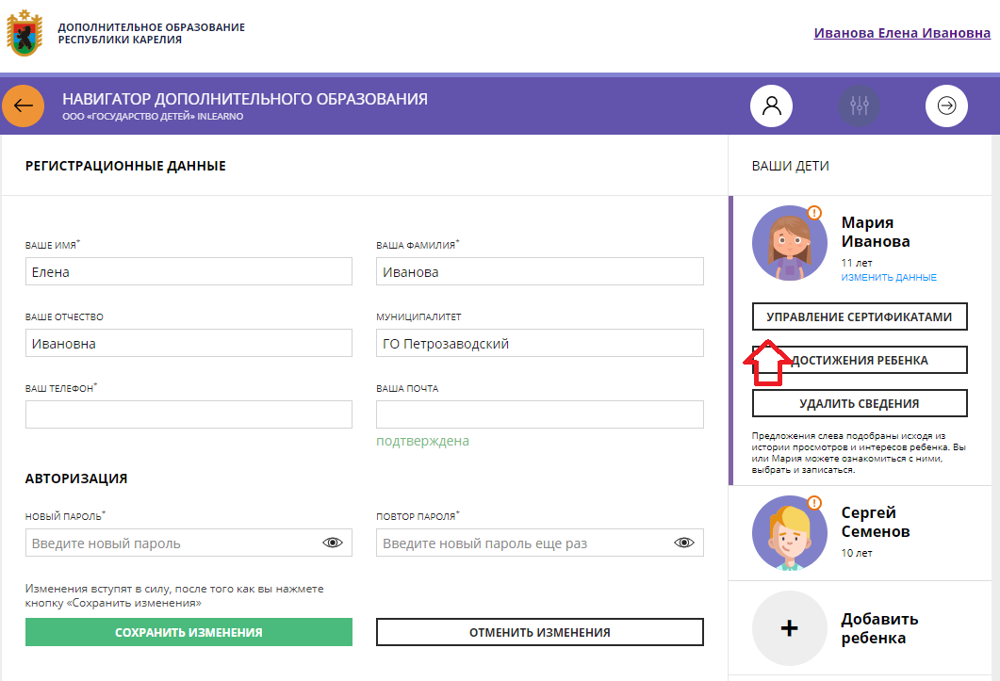 ДОПОЛНИТЕЛЬНОЕ ОБРАЗОВАНИЕ
РЕСПУБЛИКИ КАРЕЛИЯ
Иванова Елена Ивановна
НАВИГАТОР ДОПОЛНИТЕЛЬНОГО ОБРАЗОВАНИЯ
ООО «ГОСУДАРСТВО ДЕТЕЙ» INLEARNO
РЕГИСТРАЦИОННЫЕ ДАННЫЕ
ВАШЕ ИМЯ*
Елена
ВАША ФАМИЛИЯ*
Иванова
ВАШЕ ОТЧЕСТВО
Ивановна
МУНИЦИПАЛИТЕТ
ГО Петрозаводский
ВАШ ТЕЛЕФОН*
ВАША ПОЧТА
подтверждена
АВТОРИЗАЦИЯ
НОВЫЙ ПАРОЛЬ*
Введите новый пароль
ПОВТОР ПАРОЛЯ*
Введите новый пароль еще раз
Изменения вступят в силу, после того как вы нажмете
кнопку «Сохранить изменения»
СОХРАНИТЬ ИЗМЕНЕНИЯ
ОТМЕНИТЬ ИЗМЕНЕНИЯ
ВАШИ ДЕТИ
!
Мария
Иванова
11 лет
ИЗМЕНИТЬ ДАННЫЕ
УПРАВЛЕНИЕ СЕРТИФИКАТАМИ
ДОСТИЖЕНИЯ РЕБЕНКА
УДАЛИТЬ СВЕДЕНИЯ
Предложения слева подобраны исходя из
истории просмотров и интересов ребенка. Вы
или Мария можете ознакомиться с ними,
выбрать и записаться.
!
Сергей
Семенов
10 лет
+
Добавить
ребенка